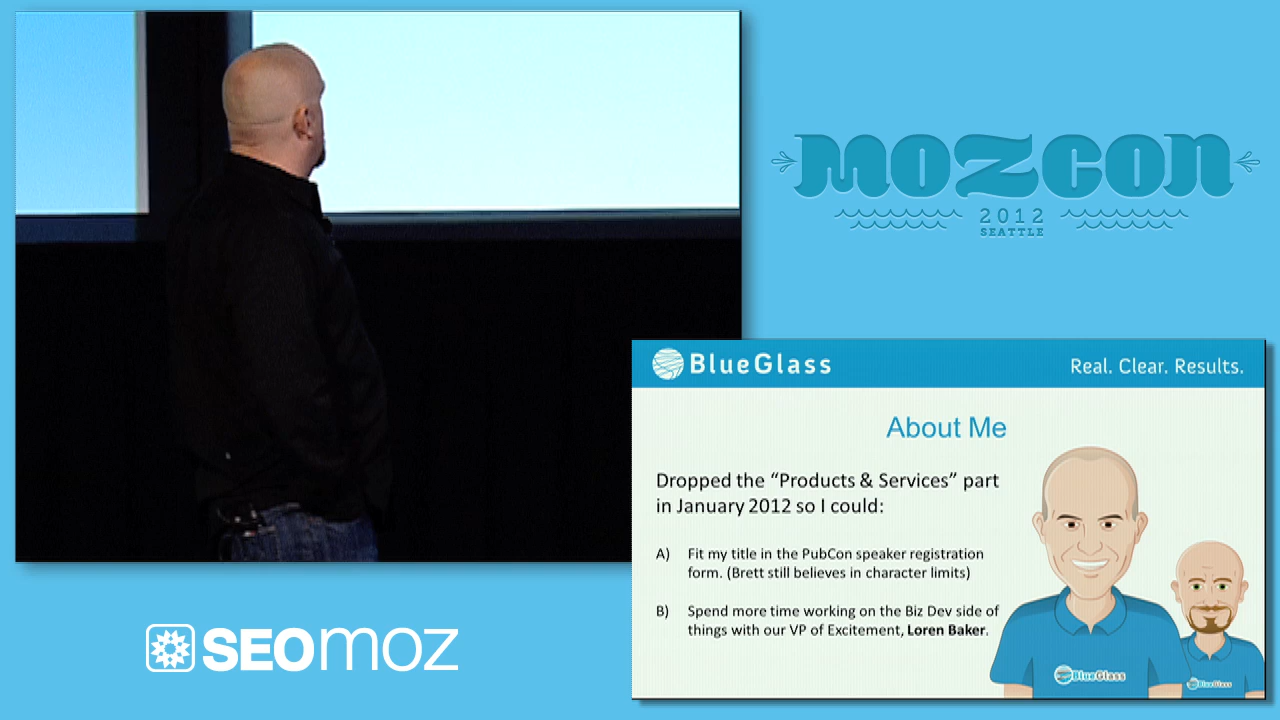 MOZCON
2012
SEATTLE
BlueGlass
Real. Clear. Results.
About Me
Dropped the “Products & Services” part
in January 2012 so I could:
A) Fit my title in the PubCon speaker registration
form. (Brett still believes in character limits)
B) Spend more time working on the Biz Dev side of
things with our VP of Excitement, Loren Baker.
BlueGlass
BlueGlass
SEOmoz